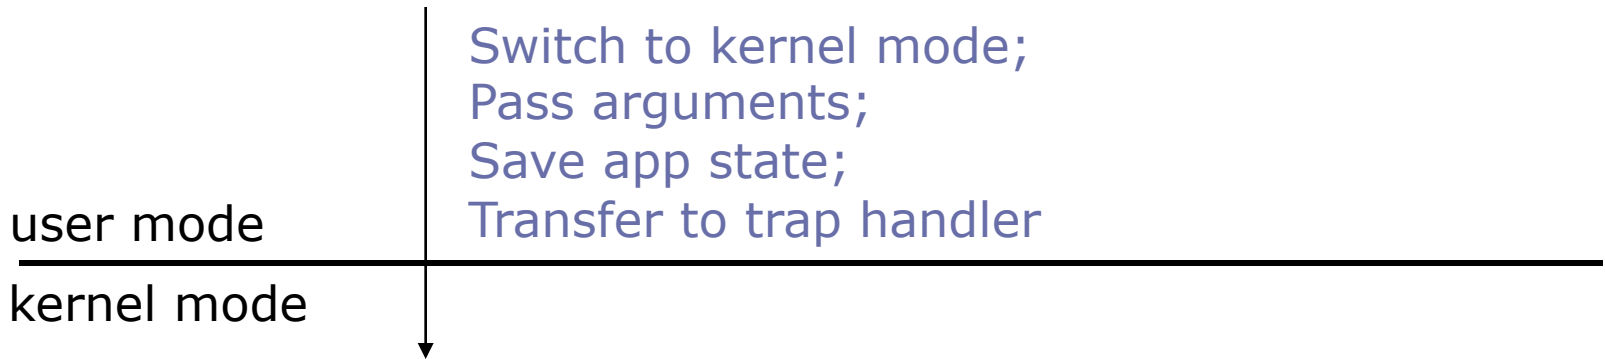 Switch to kernel mode;
Pass arguments;
Save app state;
Transfer to trap handler
user mode
kernel mode